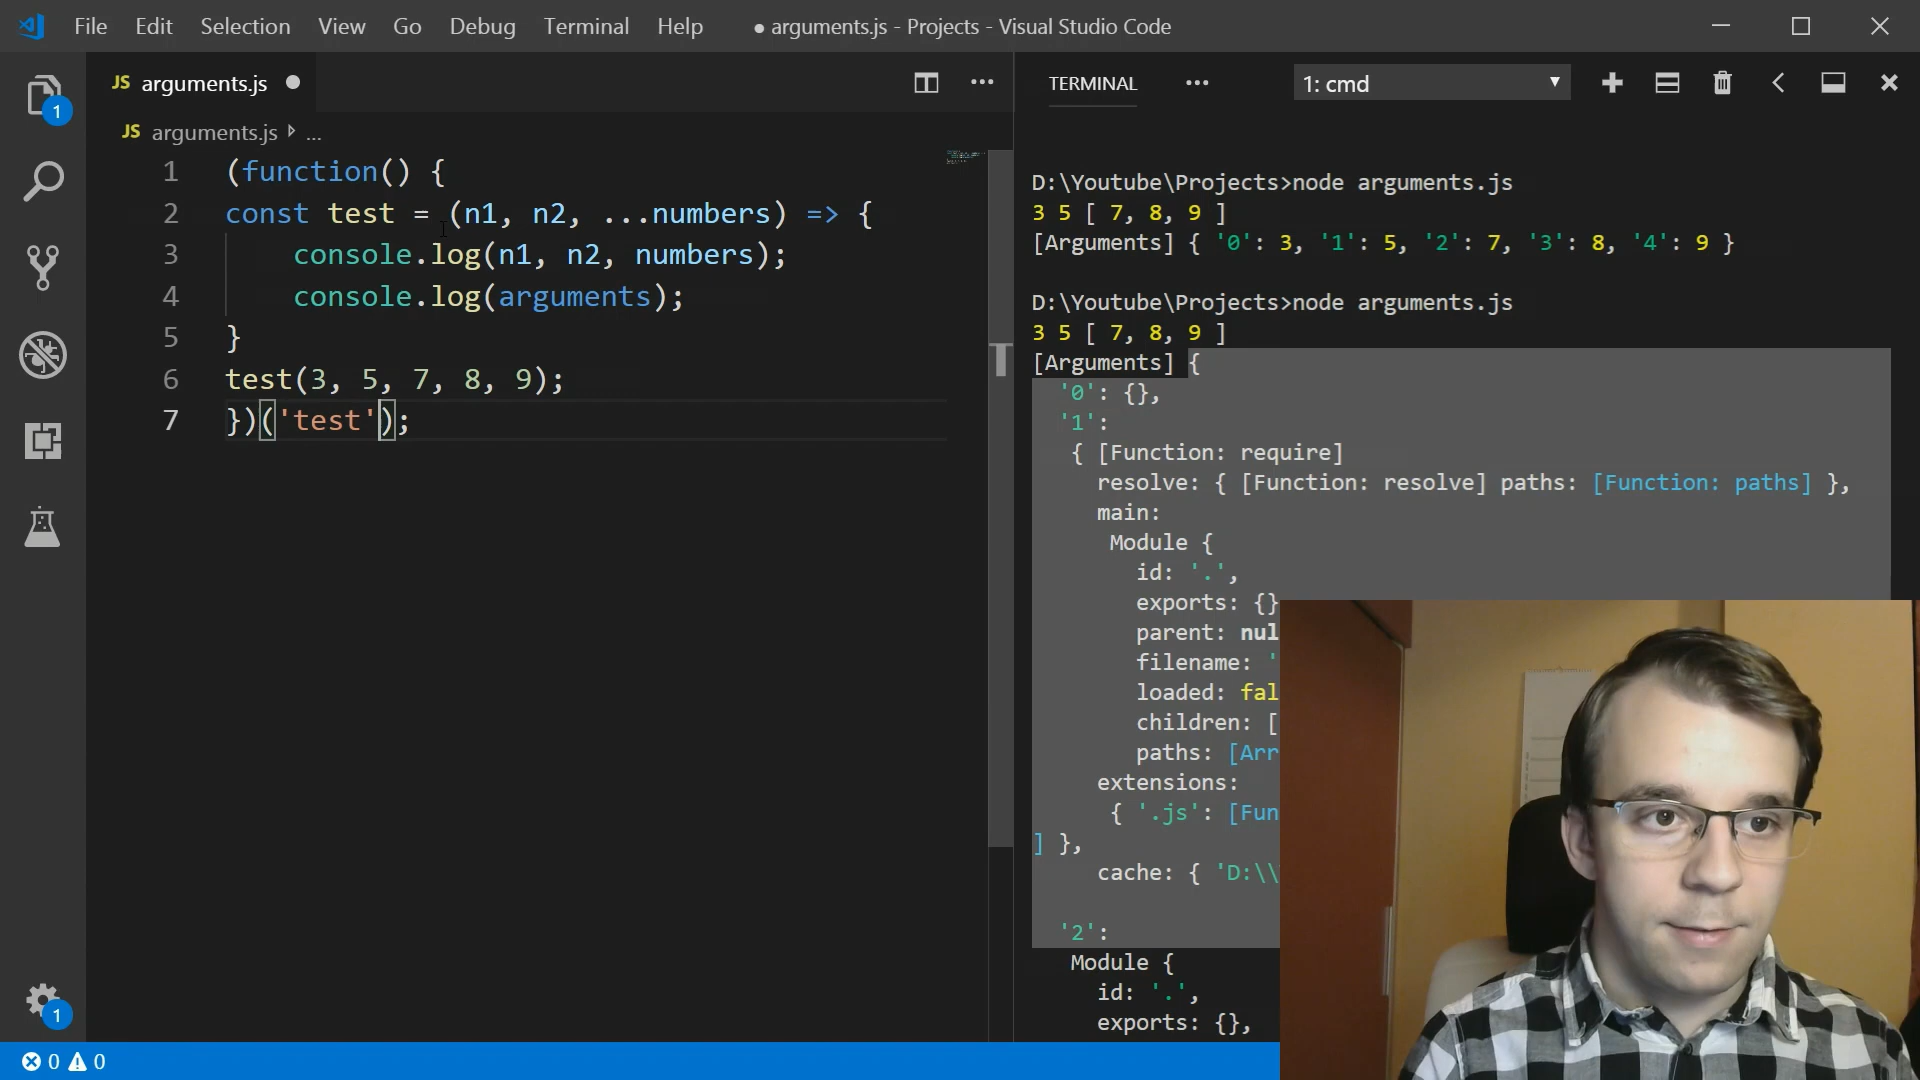 File Edit Selection View Go Debug Terminal Help ● arguments.js - Projects - Visual Studio Code
JS arguments.js
JS arguments.js ...
1 (function() {
2 const test = (n1, n2, ...numbers) => {
3 console.log(n1, n2, numbers);
4 console.log(arguments);
5 }
6 test(3, 5, 7, 8, 9);
7 })('test');
TERMINAL ... 1: cmd
D:\Youtube\Projects>node arguments.js
3 5 [ 7, 8, 9 ]
[Arguments] { '0': 3, '1': 5, '2': 7, '3': 8, '4': 9 }
D:\Youtube\Projects>node arguments.js
3 5 [ 7, 8, 9 ]
[Arguments] {
'0': {},
'1':
{ [Function: require]
resolve: { [Function: resolve] paths: [Function: paths] },
main:
Module {
id: '.',
exports: {}
parent: nul
filename: '
loaded: fal
children: [
paths: [Arr
extensions:
{ '.js': [Fun
] },
cache: { 'D:\\
'2':
Module {
id: '.',
exports: {},
1
1
0 0